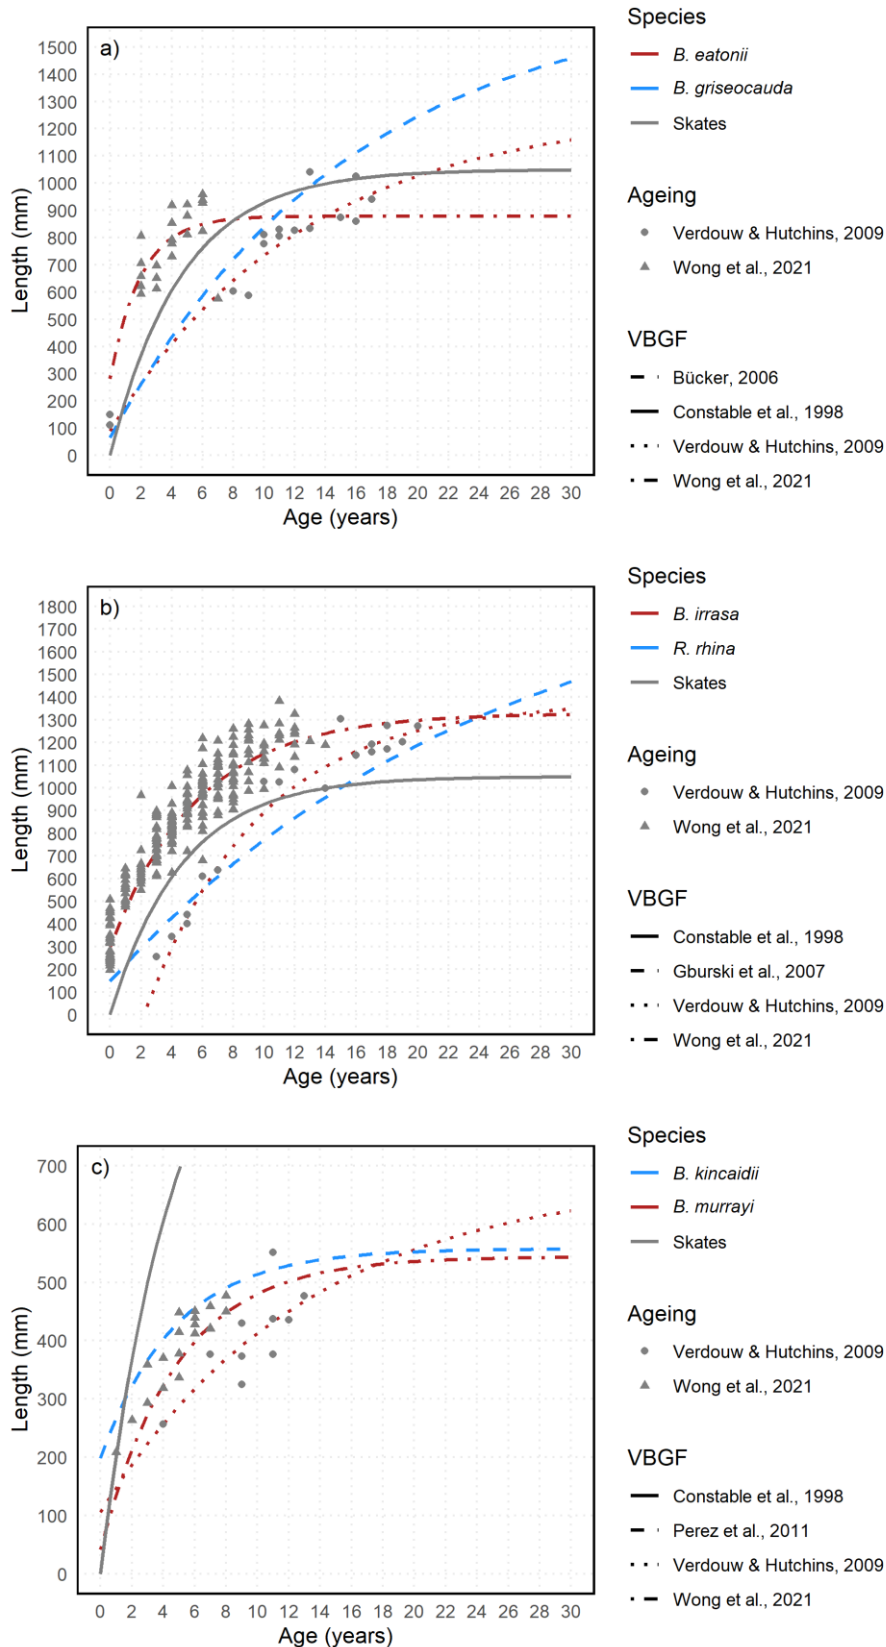 a)
1500
1400
1300
1200
1100
1000
900
800
700
600
500
400
300
200
100
0
Length (mm)
0 2 4 6 8 10 12 14 16 18 20 22 24 26 28 30
Age (years)
Species
B. eatonii
B. griseocauda
Skates
Ageing
Verdouw & Hutchins, 2009
Wong et al., 2021
VBGF
Bücker, 2006
Constable et al., 1998
Verdouw & Hutchins, 2009
Wong et al., 2021
b)
1800
1700
1600
1500
1400
1300
1200
1100
1000
900
800
700
600
500
400
300
200
100
0
Length (mm)
0 2 4 6 8 10 12 14 16 18 20 22 24 26 28 30
Age (years)
Species
B. irrasa
R. rhina
Skates
Ageing
Verdouw & Hutchins, 2009
Wong et al., 2021
VBGF
Constable et al., 1998
Gburski et al., 2007
Verdouw & Hutchins, 2009
Wong et al., 2021
c)
700
600
500
400
300
200
100
0
Length (mm)
0 2 4 6 8 10 12 14 16 18 20 22 24 26 28 30
Age (years)
Species
B. kincaidii
B. murrayi
Skates
Ageing
Verdouw & Hutchins, 2009
Wong et al., 2021
VBGF
Constable et al., 1998
Perez et al., 2011
Verdouw & Hutchins, 2009
Wong et al., 2021